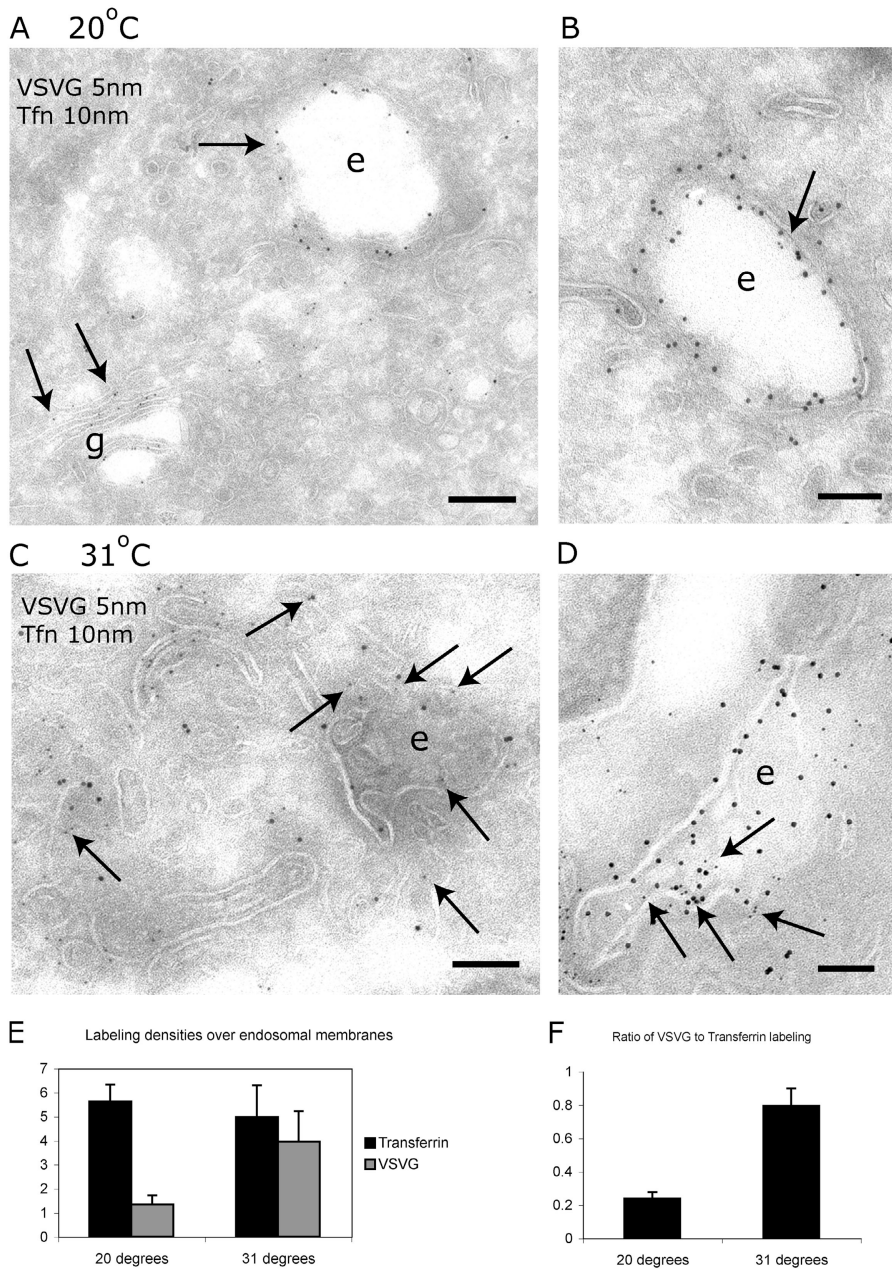 A 20°C
B
VSVG 5nm
Tfn 10nm
e
e
g
C 31°C
D
VSVG 5nm
Tfn 10nm
e
e
E
Labeling densities over endosomal membranes
7
6
5
4
3
2
1
0
20 degrees 31 degrees
Transferrin
VSVG
F
Ratio of VSVG to Transferrin labeling
1
0.8
0.6
0.4
0.2
0
20 degrees 31 degrees